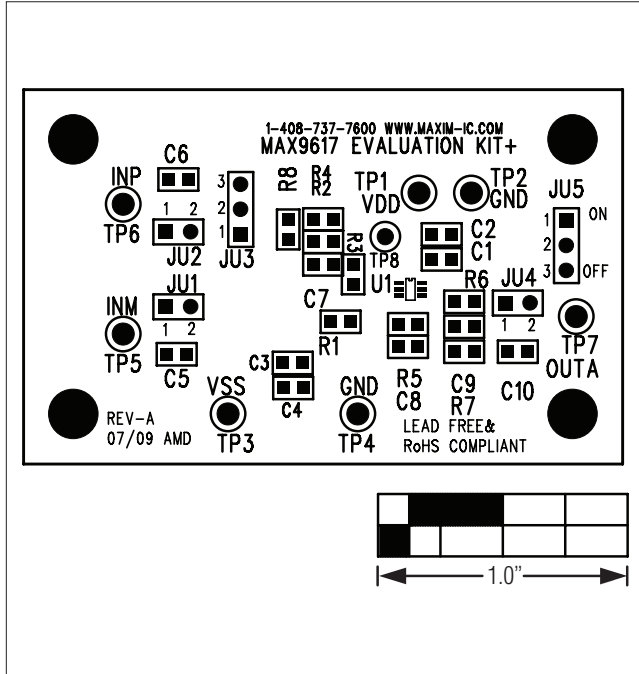 1-408-737-7600 WWW.MAXIM-IC.COM
MAX9617 EVALUATION KIT+
C6
INP
TP6
1 2
JU2
3
2
1
JU3
R8
R4
R2
R3
TP1
VDD
TP2
GND
TP8
JU5
1 ON
2
3 OFF
C2
C1
U1
R6
JU4
1 2
JU1
1 2
INM
TP5
C5
C7
R1
C3
C4
R5
C8
C9
R7
C10
TP7
OUTA
VSS
TP3
GND
TP4
REV-A
07/09 AMD
LEAD FREE&
RoHS COMPLIANT
1.0”